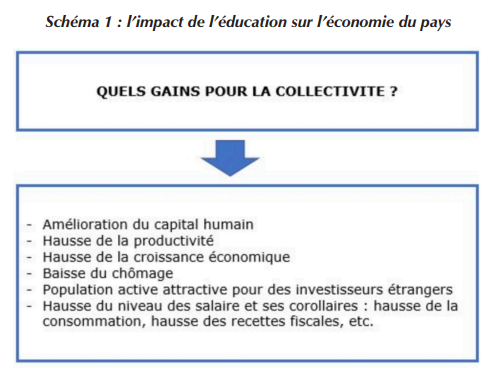 Schéma 1 : l’impact de l’éducation sur l’économie du pays
QUELS GAINS POUR LA COLLECTIVITE ?
- Amélioration du capital humain
- Hausse de la productivité
- Hausse de la croissance économique
- Baisse du chômage
- Population active attractive pour des investisseurs étrangers
- Hausse du niveau des salaire et ses corollaires : hausse de la
consommation, hausse des recettes fiscales, etc.